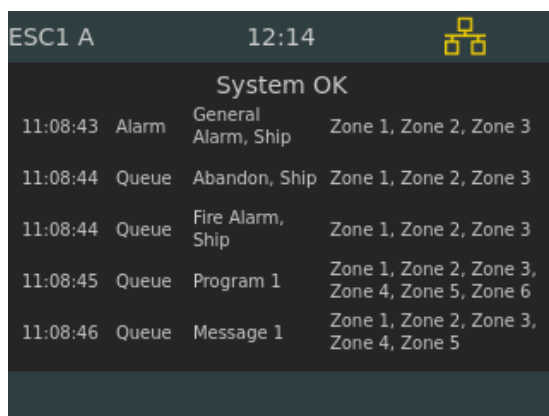 ESC1 A 12:14
System OK
11:08:43 Alarm General Alarm, Ship Zone 1, Zone 2, Zone 3
11:08:44 Queue Abandon, Ship Zone 1, Zone 2, Zone 3
11:08:44 Queue Fire Alarm, Ship Zone 1, Zone 2, Zone 3
11:08:45 Queue Program 1 Zone 1, Zone 2, Zone 3, Zone 4, Zone 5, Zone 6
11:08:46 Queue Message 1 Zone 1, Zone 2, Zone 3, Zone 4, Zone 5